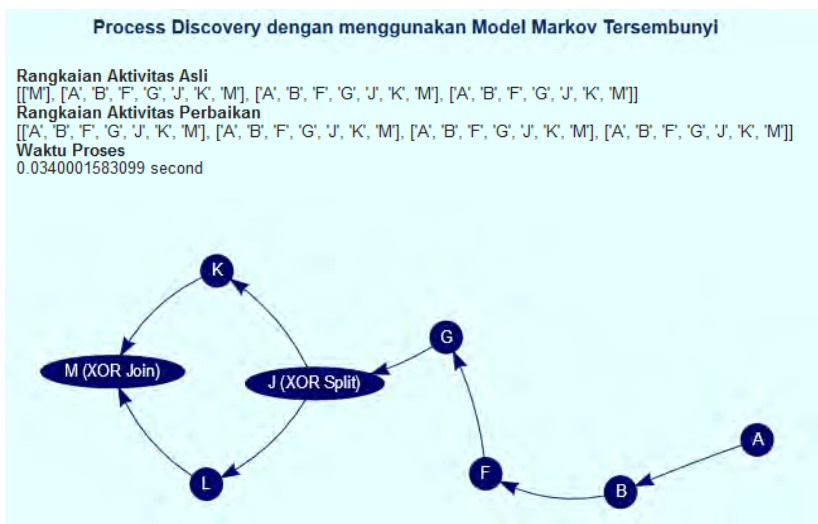 Process Discovery dengan menggunakan Model Markov Tersembunyi
Rangkaian Aktivitas Asli
[['M'], ['A', 'B', 'F', 'G', 'J', 'K', 'M'], ['A', 'B', 'F', 'G', 'J', 'K', 'M'], ['A', 'B', 'F', 'G', 'J', 'K', 'M']]
Rangkaian Aktivitas Perbaikan
[['A', 'B', 'F', 'G', 'J', 'K', 'M'], ['A', 'B', 'F', 'G', 'J', 'K', 'M'], ['A', 'B', 'F', 'G', 'J', 'K', 'M'], ['A', 'B', 'F', 'G', 'J', 'K', 'M']]
Waktu Proses
0.0340001583099 second
K
G
M (XOR Join)
J (XOR Split)
A
F
L
B